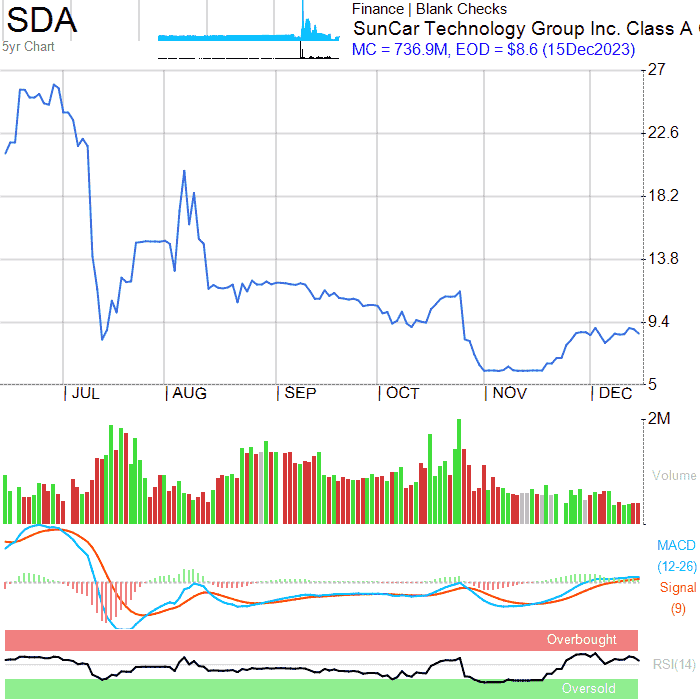 SDA
5yr Chart
Finance | Blank Checks
SunCar Technology Group Inc. Class A
MC = 736.9M, EOD = $8.6 (15Dec2023)
27
22.6
18.2
13.8
9.4
5
| JUL | AUG | SEP | OCT | NOV | DEC
2M
Volume
MACD
(12-26)
Signal
(9)
Overbought
RSI(14)
Oversold